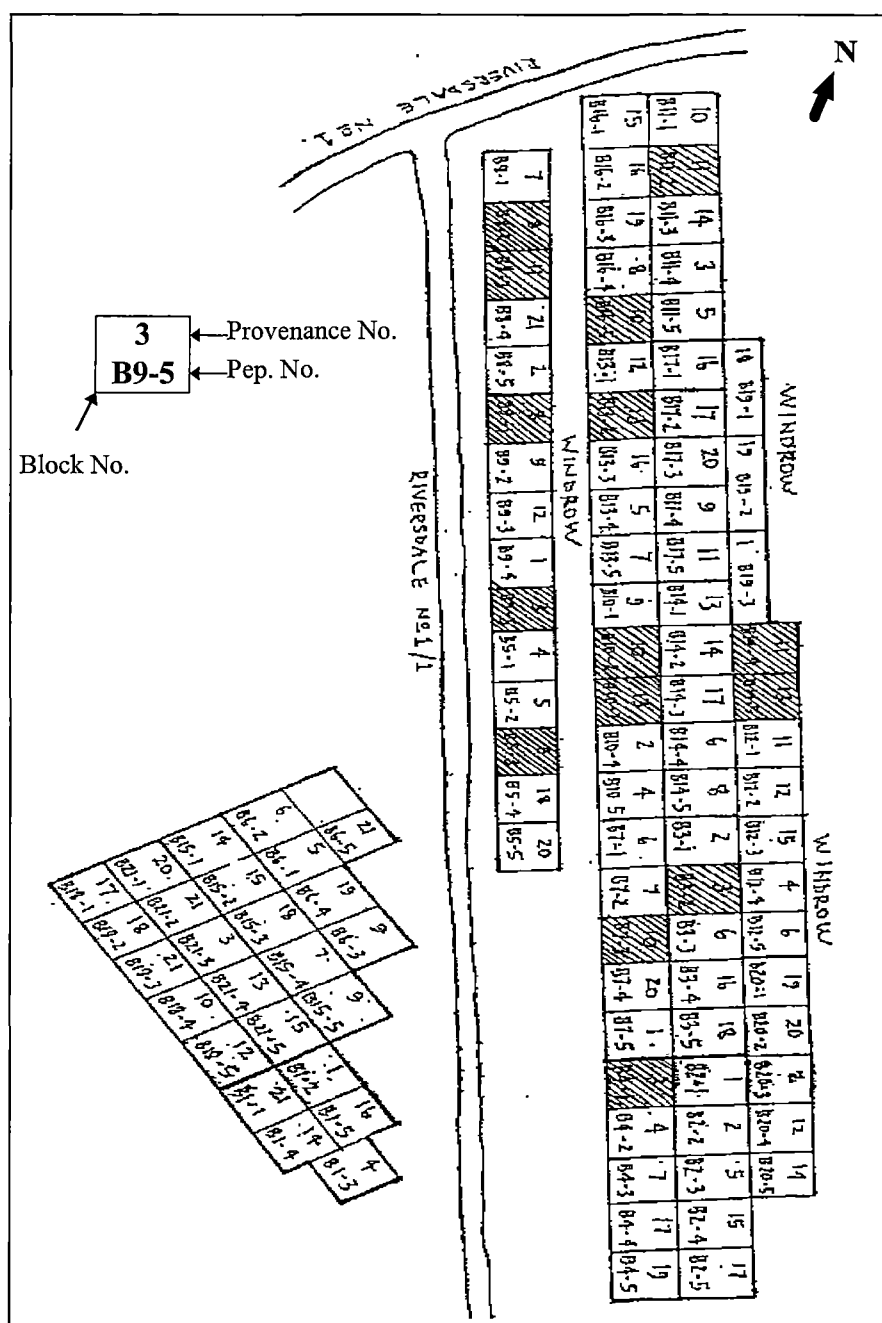 RIVERSDALE Nº 1.
N
3
B9-5
Provenance No.
Pep. No.
Block No.
WINDROW
WINDROW
WINDROW
RIVERSDALE Nº 1/1
7
B8-1
21
B8-4
2
B8-5
9
B9-2
12
B9-3
1
B9-4
4
B5-1
5
B5-2
18
B5-4
20
B5-5
15
B16-1
14
B16-2
19
B16-3
8
B16-4
12
B13-1
14
B13-3
5
B13-4
7
B13-5
9
B10-1
2
B10-4
4
B10-5
6
B7-1
7
B7-2
20
B7-4
1
B7-5
4
B4-2
7
B4-3
17
B4-4
19
B4-5
10
B11-1
14
B11-3
3
B11-4
5
B11-5
16
B17-1
17
B17-2
20
B17-3
9
B17-4
11
B17-5
13
B14-1
14
B14-2
17
B14-3
6
B14-4
8
B14-5
2
B3-1
6
B3-3
16
B3-4
18
B3-5
1
B2-1
2
B2-2
5
B2-3
15
B2-4
17
B2-5
18
B19-1
19
B19-2
1
B19-3
11
B12-1
12
B12-2
15
B12-3
4
B12-4
6
B12-5
19
B20-1
20
B20-2
2
B20-3
12
B20-4
14
B20-5
21
B6-5
6
B6-2
5
B6-1
19
B6-4
9
B6-3
14
B15-1
15
B15-2
18
B15-3
7
B15-4
9
B15-5
20
B21-1
21
B21-2
3
B21-3
13
B21-4
15
B21-5
1
B1-2
16
B1-5
17
B18-1
18
B18-2
21
10
B18-4
12
B18-5
21
B1-1
14
B1-4
4
B1-3